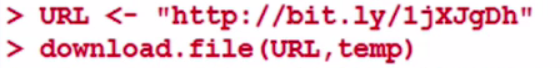 > URL <- "http://bit.ly/1jXJgDh"
> download.file(URL,temp)